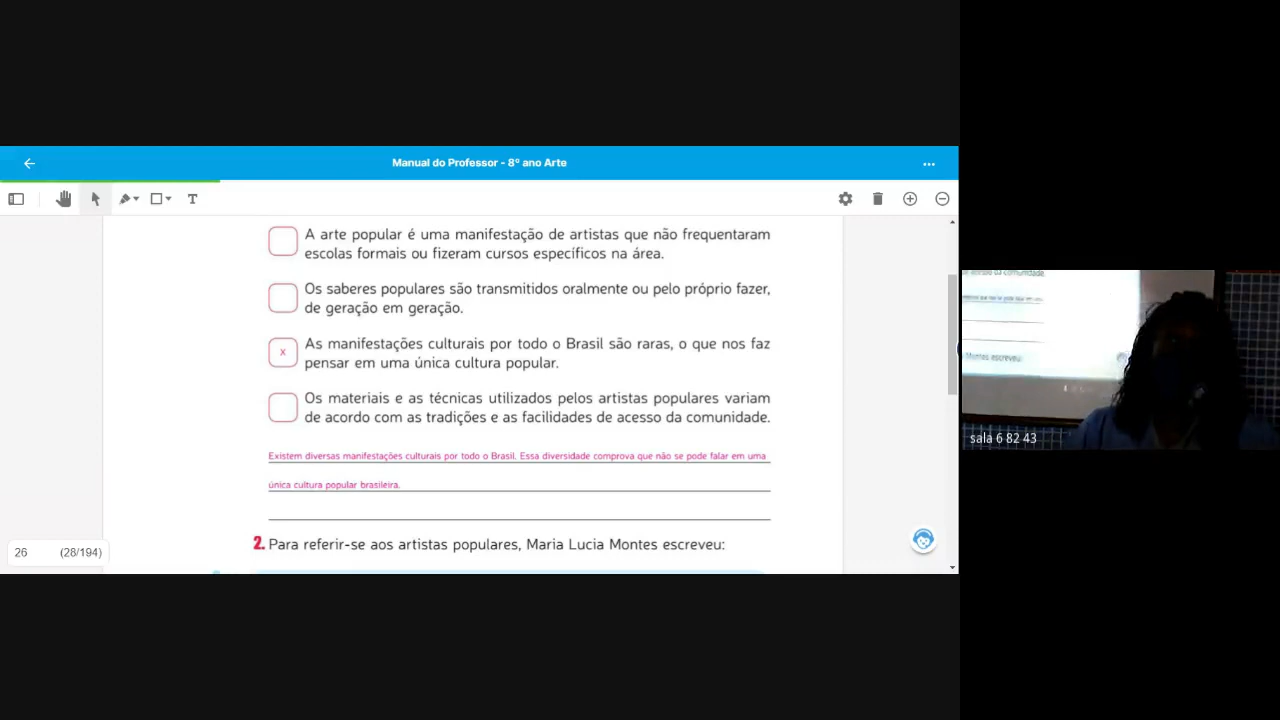 Manual do Professor - 8º ano Arte
T
A arte popular é uma manifestação de artistas que não frequentaram
escolas formais ou fizeram cursos específicos na área.
Os saberes populares são transmitidos oralmente ou pelo próprio fazer,
de geração em geração.
x
As manifestações culturais por todo o Brasil são raras, o que nos faz
pensar em uma única cultura popular.
Os materiais e as técnicas utilizados pelos artistas populares variam
de acordo com as tradições e as facilidades de acesso da comunidade.
Existem diversas manifestações culturais por todo o Brasil. Essa diversidade comprova que não se pode falar em uma
única cultura popular brasileira.
2. Para referir-se aos artistas populares, Maria Lucia Montes escreveu:
26 (28/194)
da comunidade.
Montes escreveu:
sala 6 82 43